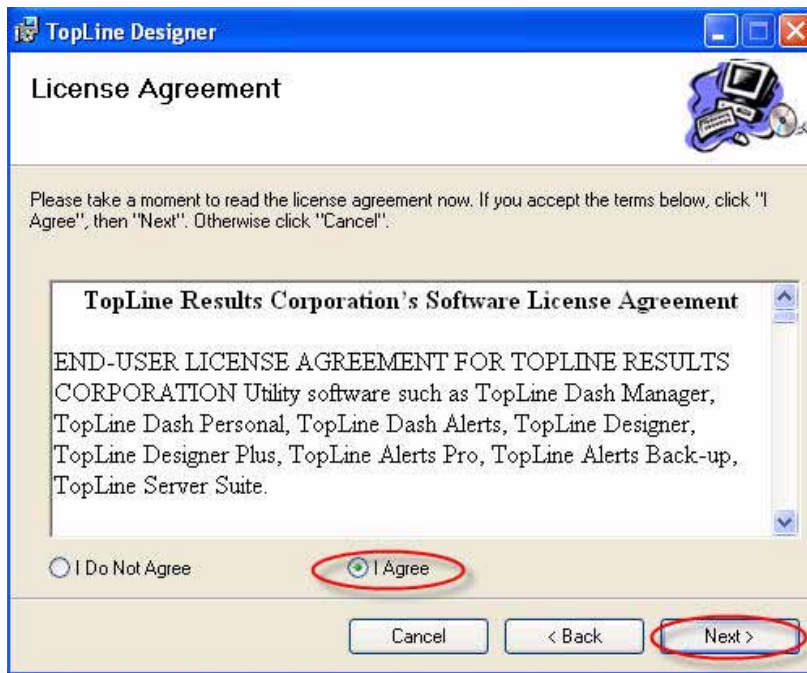 TopLine Designer
License Agreement
Please take a moment to read the license agreement now. If you accept the terms below, click "I
Agree", then "Next". Otherwise click "Cancel".
TopLine Results Corporation's Software License Agreement
END-USER LICENSE AGREEMENT FOR TOPLINE RESULTS
CORPORATION Utility software such as TopLine Dash Manager,
TopLine Dash Personal, TopLine Dash Alerts, TopLine Designer,
TopLine Designer Plus, TopLine Alerts Pro, TopLine Alerts Back-up,
TopLine Server Suite.
I Do Not Agree
I Agree
Cancel
< Back
Next >